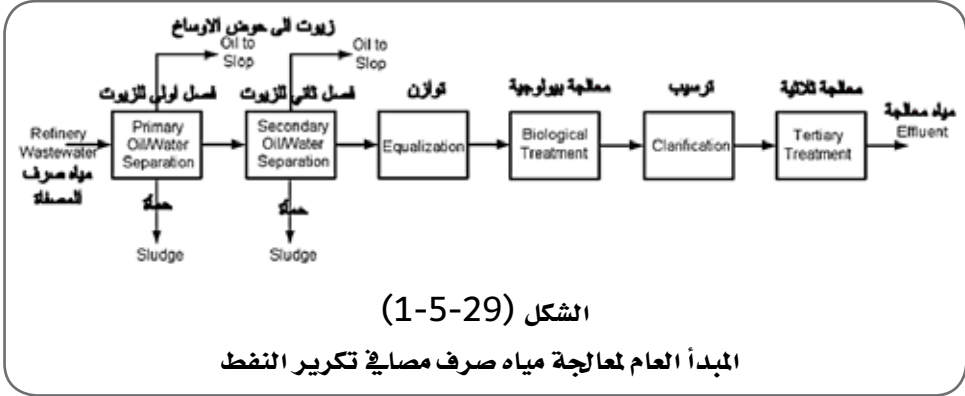 زيوت الى حوض الاوساخ
Oil to
Slop
Oil to
Slop
فصل اولي للزيوت
فصل ثاني للزيوت
توازن
معالجة بيولوجية
ترسيب
معالجة ثلاثية
مياه معالجة
Refinery
Wastewater
مياه صرف
المصفاة
Primary
Oil/Water
Separation
Secondary
Oil/Water
Separation
Equalization
Biological
Treatment
Clarification
Tertiary
Treatment
Effluent
حمأة
حمأة
Sludge
Sludge
الشكل (29-5-1)
المبدأ العام لمعالجة مياه صرف مصافي تكرير النفط